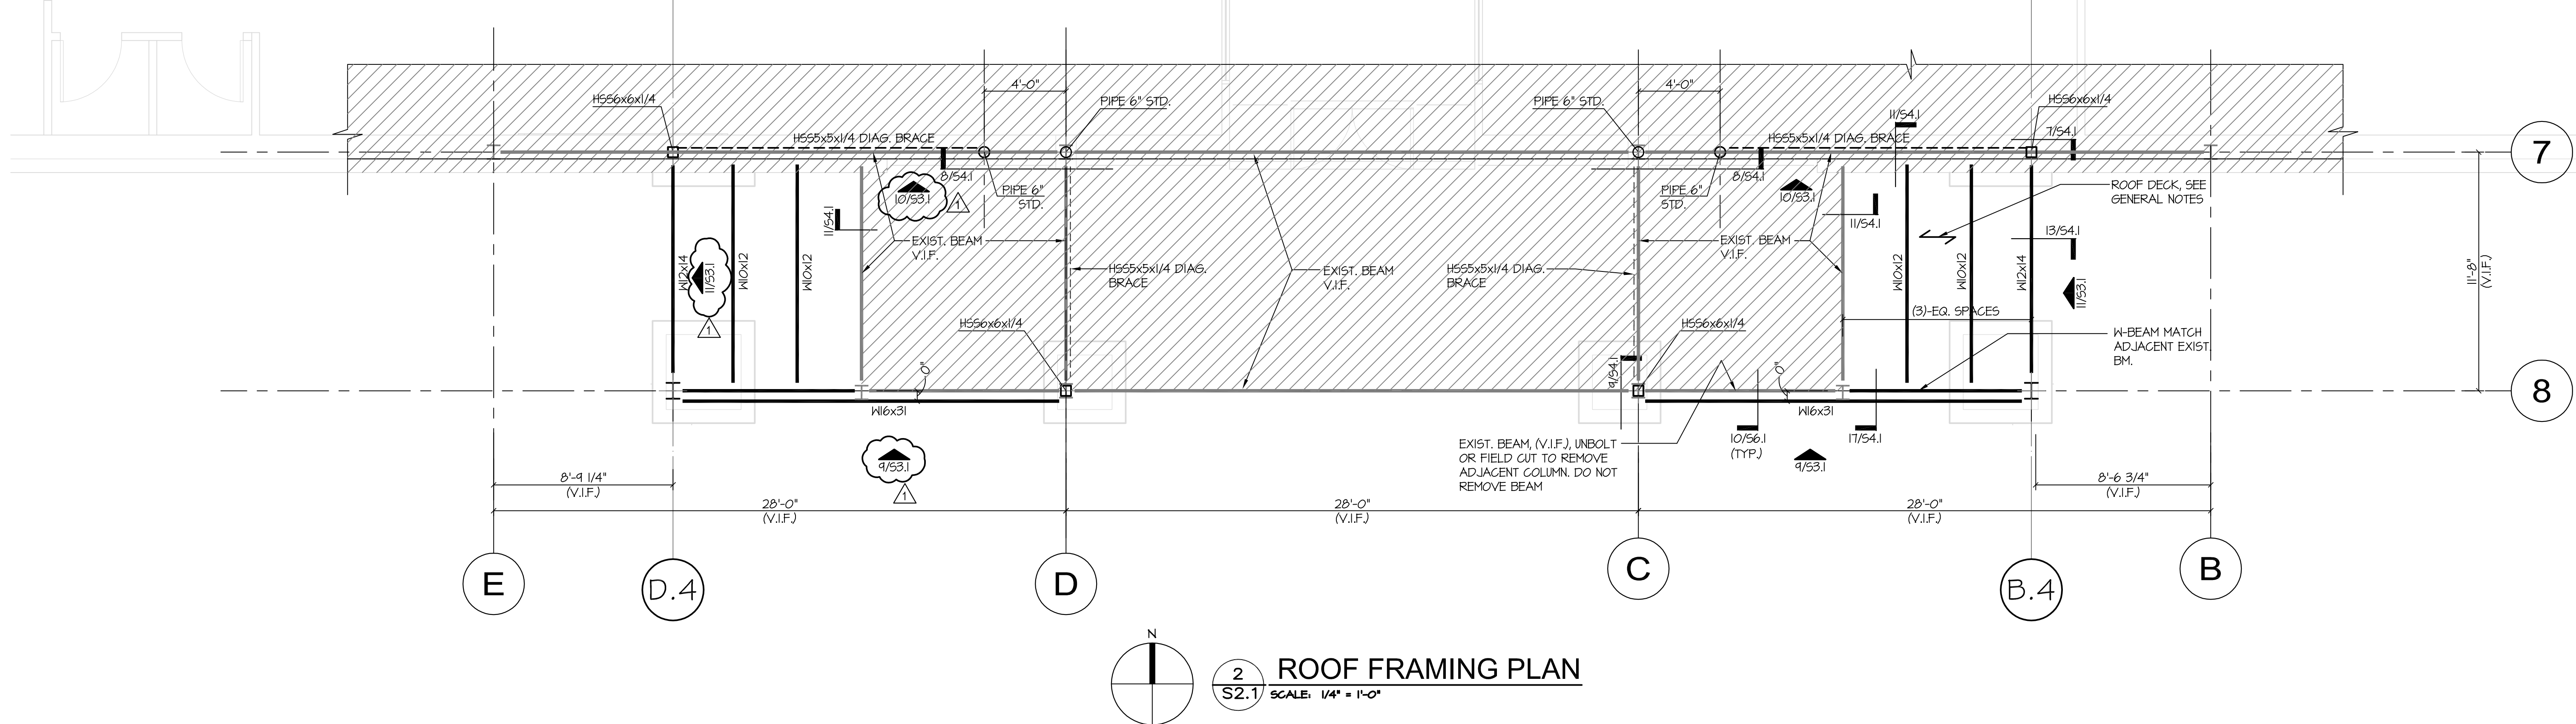 4'-0"
4'-0"
HSS6x6x1/4
PIPE 6" STD.
PIPE 6" STD.
HSS6x6x1/4
11/S4.1
HSS5x5x1/4 DIAG. BRACE
HSS5x5x1/4 DIAG. BRACE
7/S4.1
7
8/S4.1
8/S4.1
10/S3.1
1
PIPE 6"
STD.
PIPE 6"
STD.
10/S3.1
ROOF DECK, SEE
GENERAL NOTES
11/S4.1
11/S4.1
13/S4.1
EXIST. BEAM
V.I.F.
EXIST. BEAM
V.I.F.
W12x14
11/S3.1
1
W10x12
W10x12
HSS5x5x1/4 DIAG.
BRACE
EXIST. BEAM
V.I.F.
HSS5x5x1/4 DIAG.
BRACE
W10x12
W10x12
W12x14
11/S3.1
11'-8"
(V.I.F.)
(3)-EQ. SPACES
HSS6x6x1/4
HSS6x6x1/4
W-BEAM MATCH
ADJACENT EXIST.
BM.
0"
9/S4.1
0"
8
W16x31
W16x31
9/S3.1
1
EXIST. BEAM, (V.I.F.), UNBOLT
OR FIELD CUT TO REMOVE
ADJACENT COLUMN. DO NOT
REMOVE BEAM
10/S6.1
(TYP.)
17/S4.1
9/S3.1
8'-9 1/4"
(V.I.F.)
8'-6 3/4"
(V.I.F.)
28'-0"
(V.I.F.)
28'-0"
(V.I.F.)
28'-0"
(V.I.F.)
E
D.4
D
C
B.4
B
N
2
S2.1
ROOF FRAMING PLAN
SCALE: 1/4" = 1'-0"